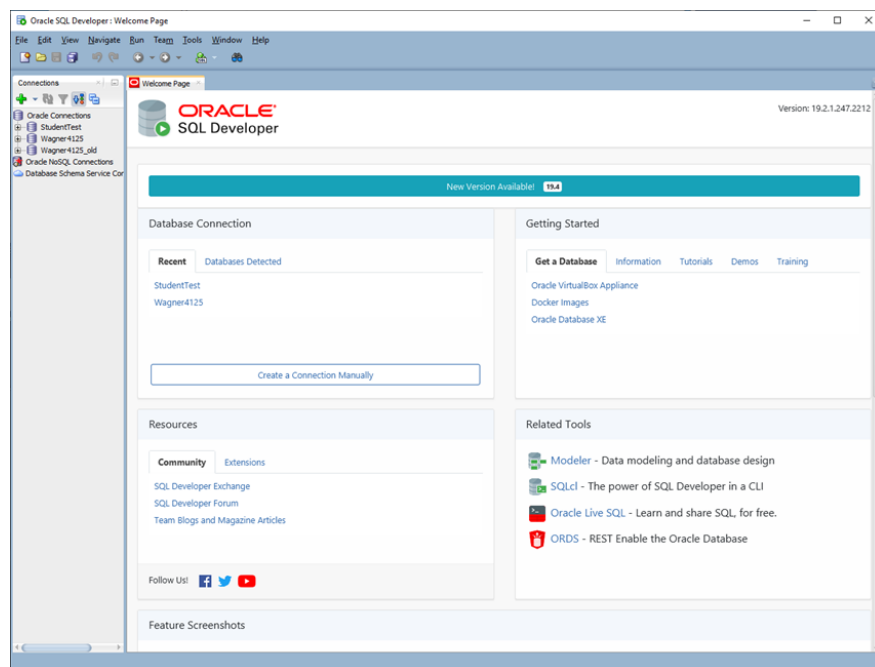 Oracle SQL Developer : Welcome Page
File Edit View Navigate Run Team Tools Window Help
Connections
Oracle Connections
StudentTest
Wagner4125
Wagner4125_old
Oracle NoSQL Connections
Database Schema Service Cor
Welcome Page
ORACLE
SQL Developer
Version: 19.2.1.247.2212
New Version Available! 19.4
Database Connection
Recent Databases Detected
StudentTest
Wagner4125
Create a Connection Manually
Getting Started
Get a Database Information Tutorials Demos Training
Oracle VirtualBox Appliance
Docker Images
Oracle Database XE
Resources
Community Extensions
SQL Developer Exchange
SQL Developer Forum
Team Blogs and Magazine Articles
Follow Us!
Related Tools
Modeler - Data modeling and database design
SQLcl - The power of SQL Developer in a CLI
Oracle Live SQL - Learn and share SQL, for free.
ORDS - REST Enable the Oracle Database
Feature Screenshots